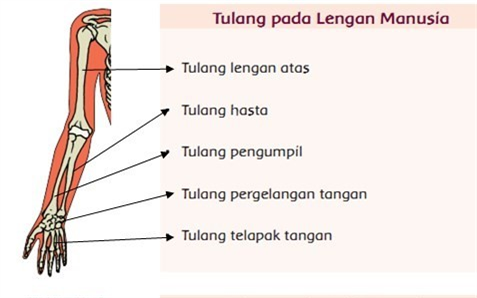 Tulang pada Lengan Manusia
Tulang lengan atas
Tulang hasta
Tulang pengumpil
Tulang pergelangan tangan
Tulang telapak tangan